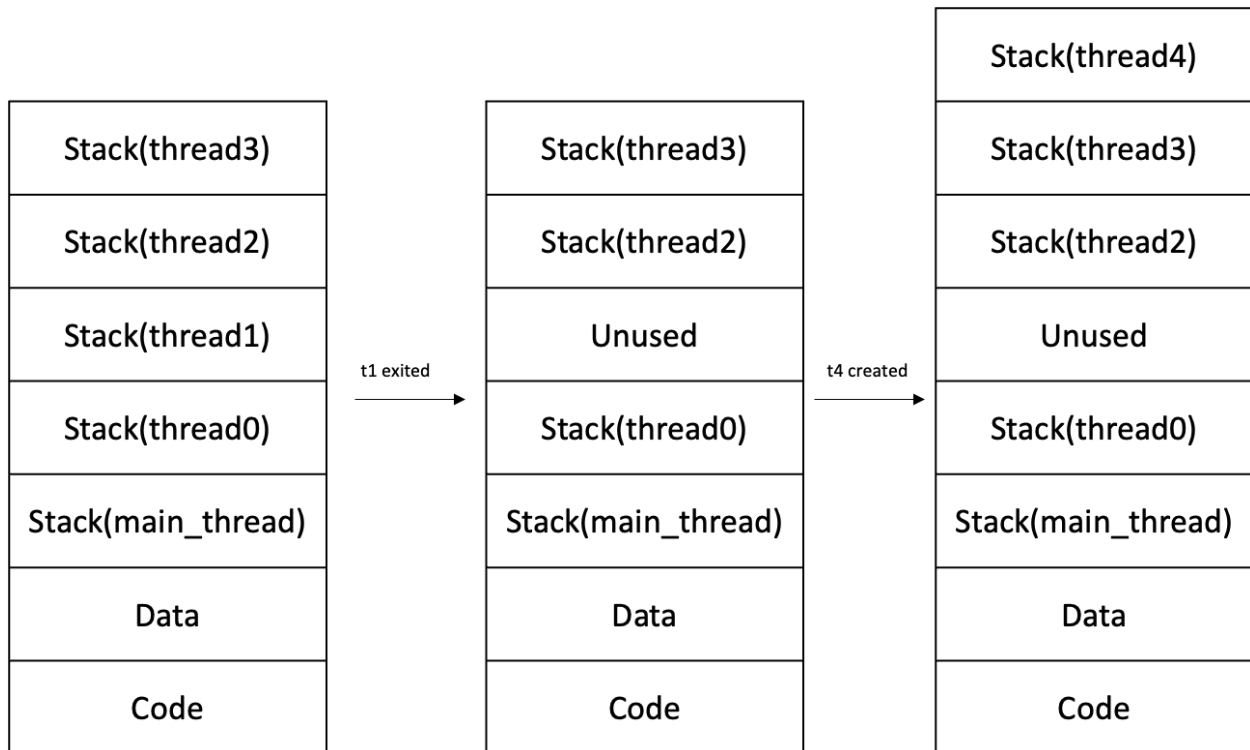 Stack(thread3)
Stack(thread2)
Stack(thread1)
Stack(thread0)
Stack(main_thread)
Data
Code
t1 exited
Stack(thread3)
Stack(thread2)
Unused
Stack(thread0)
Stack(main_thread)
Data
Code
t4 created
Stack(thread4)
Stack(thread3)
Stack(thread2)
Unused
Stack(thread0)
Stack(main_thread)
Data
Code